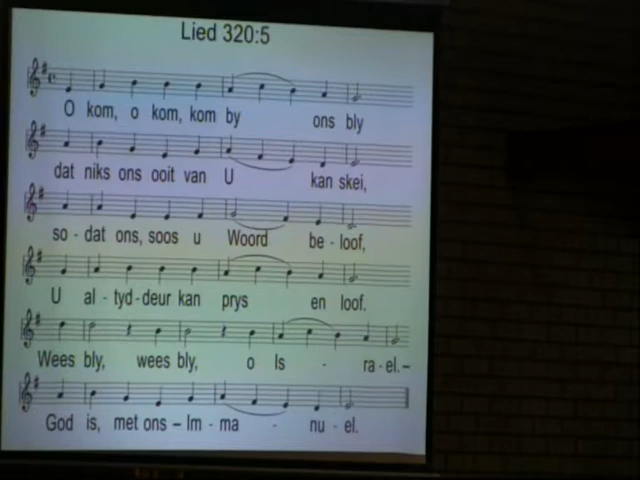 Lied 320:5
O kom, o kom, kom by ons bly
dat niks ons ooit van U kan skei,
so - dat ons, soos u Woord be - loof,
U al - tyd - deur kan prys en loof.
Wees bly, wees bly, o Is - ra - el. –
God is, met ons – Im - ma - nu - el.